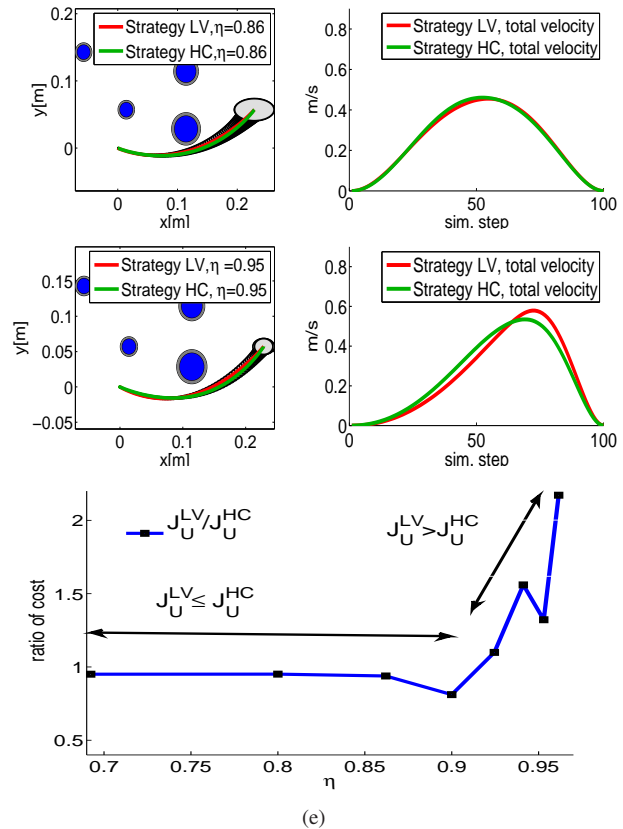 Strategy LV,η=0.86
Strategy HC,η=0.86
0.2
0.1
0
y[m]
0
0.1
0.2
x[m]
Strategy LV, total velocity
Strategy HC, total velocity
0.8
0.6
0.4
0.2
0
m/s
0
50
100
sim. step
Strategy LV,η=0.95
Strategy HC, η=0.95
0.15
0.1
0.05
0
−0.05
y[m]
0
0.1
0.2
x[m]
Strategy LV, total velocity
Strategy HC, total velocity
0.8
0.6
0.4
0.2
0
m/s
0
50
100
sim. step
2
1.5
1
0.5
ratio of cost
J_U^LV/J_U^HC
J_U^LV>J_U^HC
J_U^LV≤ J_U^HC
0.7
0.75
0.8
0.85
0.9
0.95
η
(e)